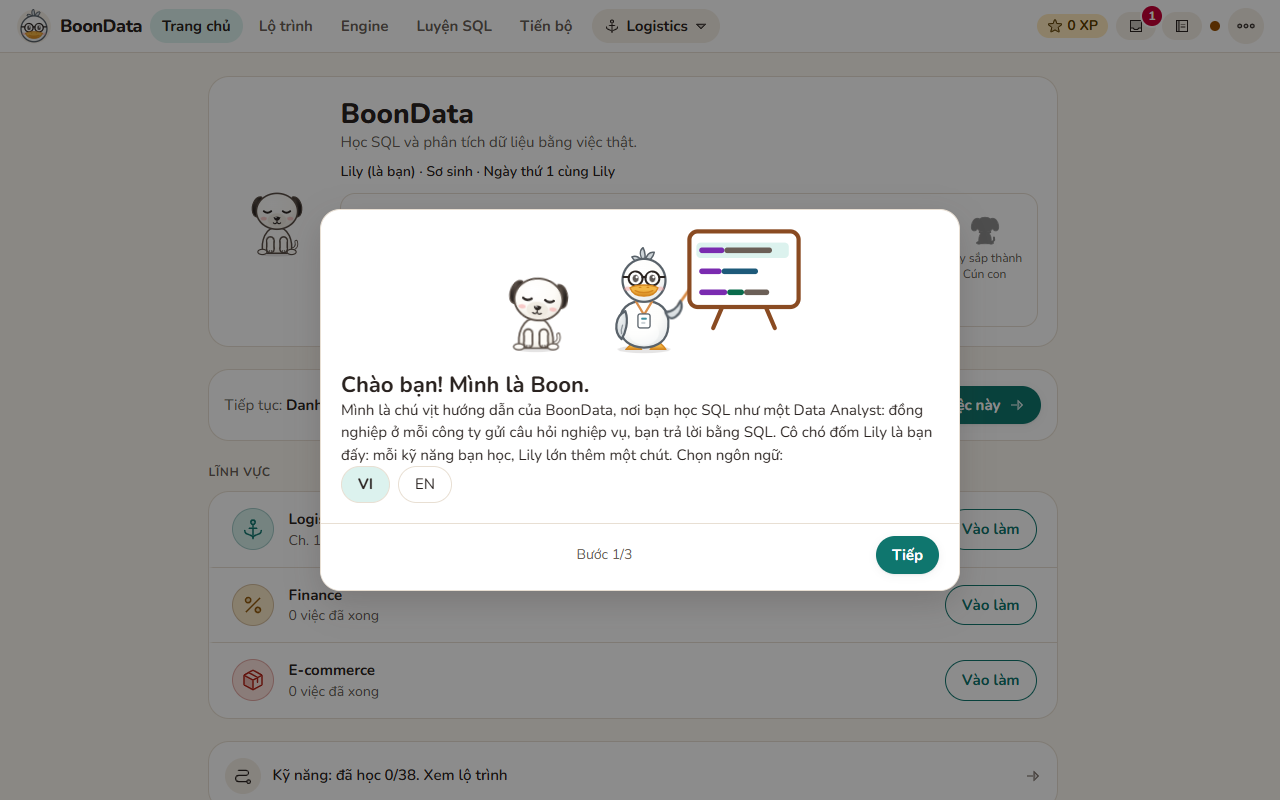 BoonData
Trang chủ
Lộ trình
Engine
Luyện SQL
Tiến bộ
Logistics
0 XP
1
BoonData
Học SQL và phân tích dữ liệu bằng việc thật.
Lily (là bạn) · Sơ sinh · Ngày thứ 1 cùng Lily
sắp thành
Cún con
Chào bạn! Mình là Boon.
Mình là chú vịt hướng dẫn của BoonData, nơi bạn học SQL như một Data Analyst: đồng
nghiệp ở mỗi công ty gửi câu hỏi nghiệp vụ, bạn trả lời bằng SQL. Cô chó đốm Lily là bạn
đấy: mỗi kỹ năng bạn học, Lily lớn thêm một chút. Chọn ngôn ngữ:
VI
EN
Bước 1/3
Tiếp
Tiếp tục:
này
LĨNH VỰC
Ch. 1
Vào làm
Finance
0 việc đã xong
Vào làm
E-commerce
0 việc đã xong
Vào làm
Kỹ năng: đã học 0/38. Xem lộ trình